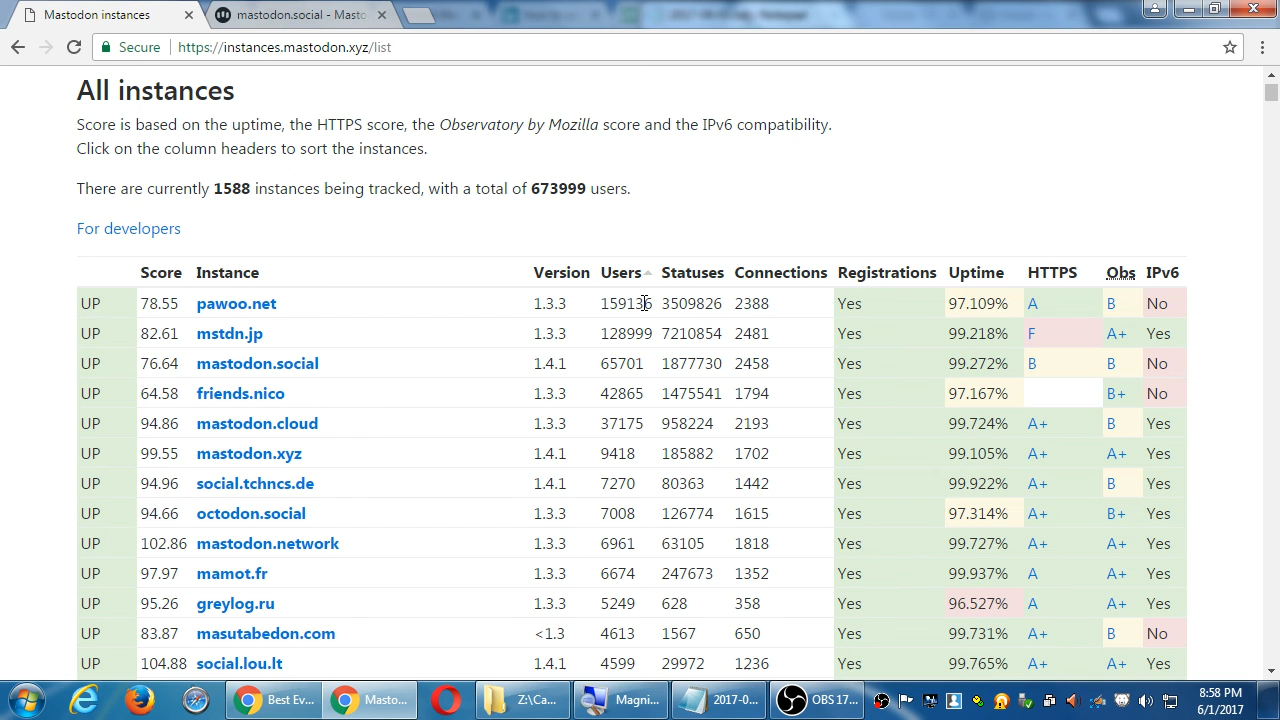 Mastodon instances
mastodon.social - Masto
Secure https://instances.mastodon.xyz/list
All instances
Score is based on the uptime, the HTTPS score, the Observatory by Mozilla score and the IPv6 compatibility.
Click on the column headers to sort the instances.
There are currently 1588 instances being tracked, with a total of 673999 users.
For developers
Score Instance Version Users Statuses Connections Registrations Uptime HTTPS Obs IPv6
UP 78.55 pawoo.net 1.3.3 159136 3509826 2388 Yes 97.109% A B No
UP 82.61 mstdn.jp 1.3.3 128999 7210854 2481 Yes 99.218% F A+ Yes
UP 76.64 mastodon.social 1.4.1 65701 1877730 2458 Yes 99.272% B B No
UP 64.58 friends.nico 1.3.3 42865 1475541 1794 Yes 97.167% B+ No
UP 94.86 mastodon.cloud 1.3.3 37175 958224 2193 Yes 99.724% A+ B Yes
UP 99.55 mastodon.xyz 1.4.1 9418 185882 1702 Yes 99.105% A+ A+ Yes
UP 94.96 social.tchncs.de 1.4.1 7270 80363 1442 Yes 99.922% A+ B Yes
UP 94.66 octodon.social 1.3.3 7008 126774 1615 Yes 97.314% A+ B+ Yes
UP 102.86 mastodon.network 1.3.3 6961 63105 1818 Yes 99.727% A+ A+ Yes
UP 97.97 mamot.fr 1.3.3 6674 247673 1352 Yes 99.937% A A+ Yes
UP 95.26 greylog.ru 1.3.3 5249 628 358 Yes 96.527% A A+ Yes
UP 83.87 masutabedon.com <1.3 4613 1567 650 Yes 99.731% A+ B No
UP 104.88 social.lou.lt 1.4.1 4599 29972 1236 Yes 99.765% A+ A+ Yes
Best Ev... Masto... Z:\Ca... Magni... 2017-0... OBS 17... 8:58 PM
6/1/2017